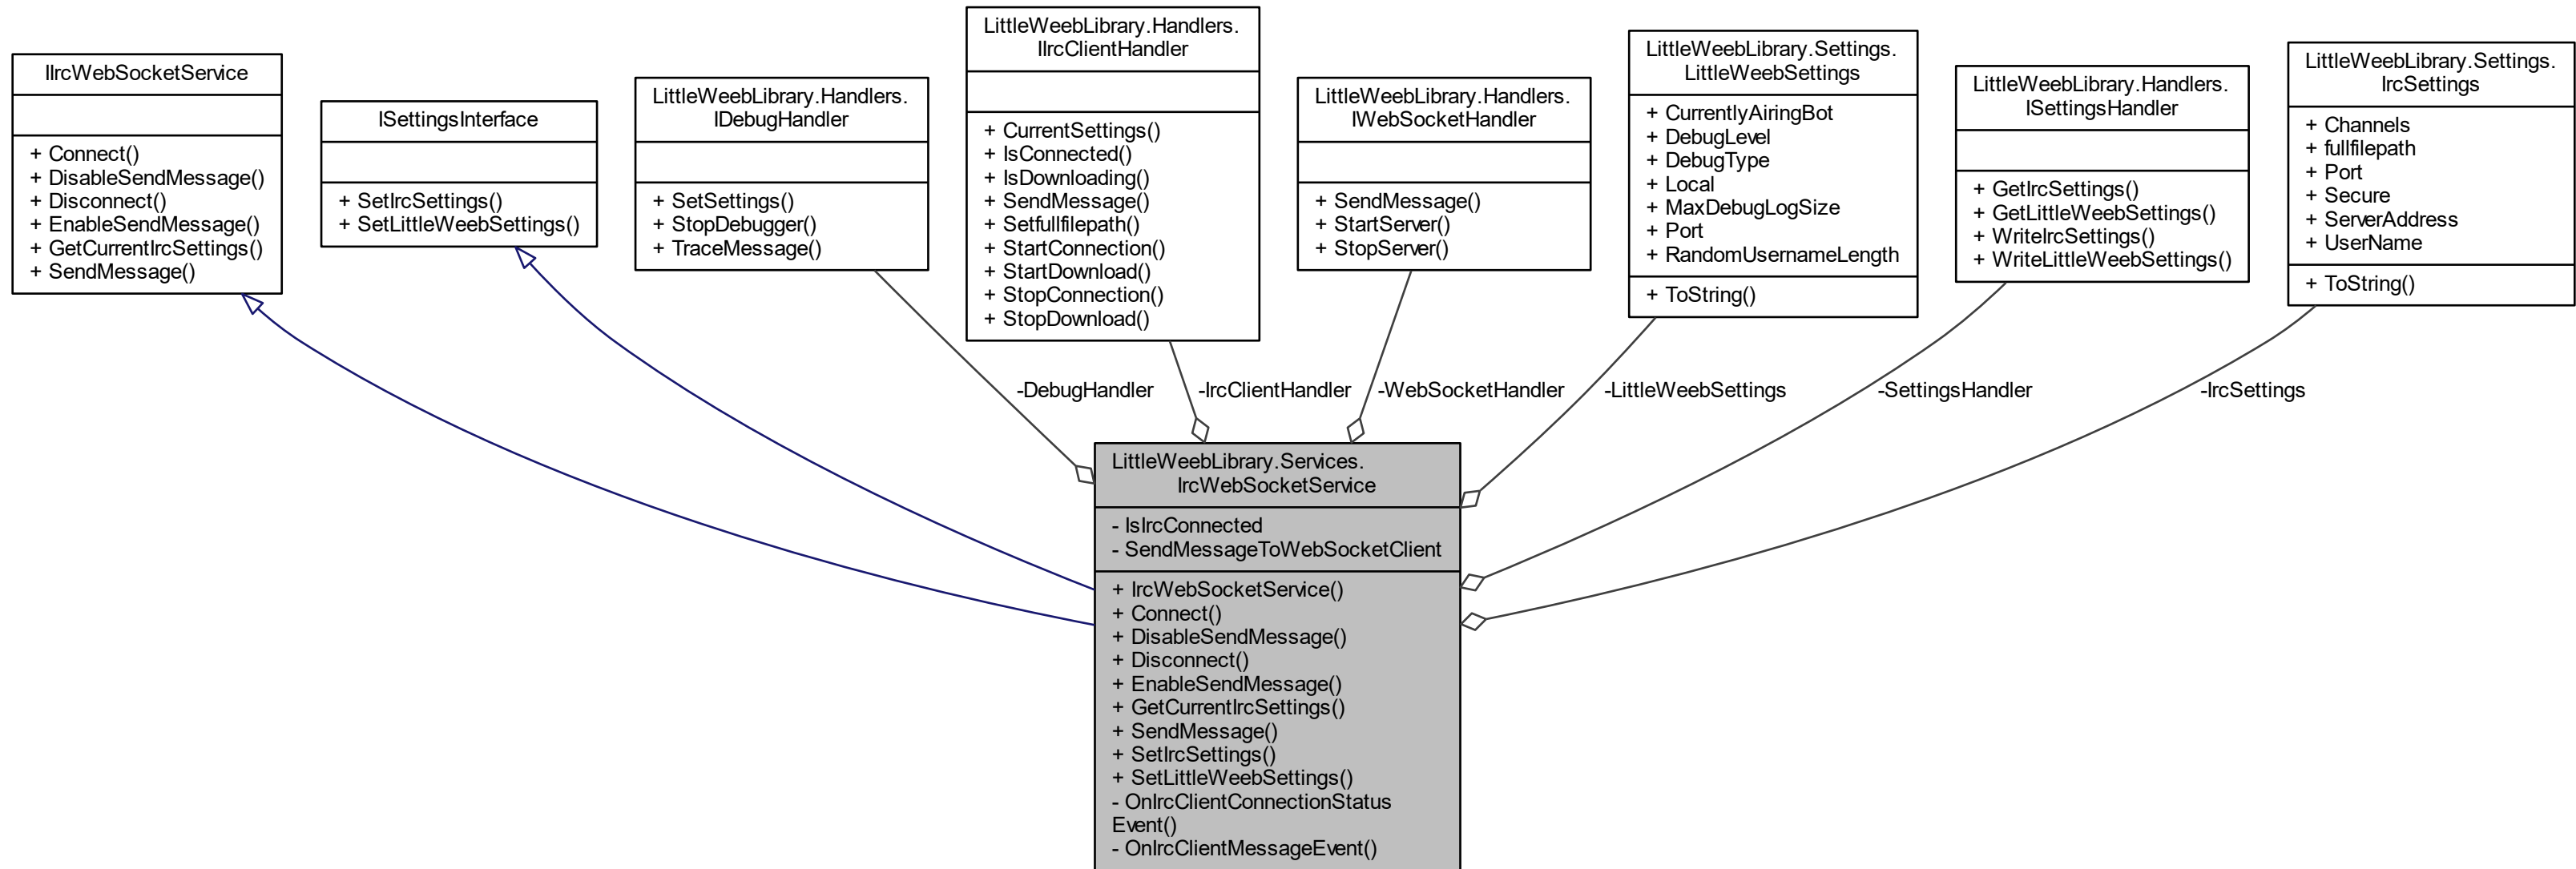 IIrcWebSocketService
+ Connect()
+ DisableSendMessage()
+ Disconnect()
+ EnableSendMessage()
+ GetCurrentIrcSettings()
+ SendMessage()
ISettingsInterface
+ SetIrcSettings()
+ SetLittleWeebSettings()
LittleWeebLibrary.Handlers.
IDebugHandler
+ SetSettings()
+ StopDebugger()
+ TraceMessage()
LittleWeebLibrary.Handlers.
IIrcClientHandler
+ CurrentSettings()
+ IsConnected()
+ IsDownloading()
+ SendMessage()
+ Setfullfilepath()
+ StartConnection()
+ StartDownload()
+ StopConnection()
+ StopDownload()
LittleWeebLibrary.Handlers.
IWebSocketHandler
+ SendMessage()
+ StartServer()
+ StopServer()
LittleWeebLibrary.Settings.
LittleWeebSettings
+ CurrentlyAiringBot
+ DebugLevel
+ DebugType
+ Local
+ MaxDebugLogSize
+ Port
+ RandomUsernameLength
+ ToString()
LittleWeebLibrary.Handlers.
ISettingsHandler
+ GetIrcSettings()
+ GetLittleWeebSettings()
+ WriteIrcSettings()
+ WriteLittleWeebSettings()
LittleWeebLibrary.Settings.
IrcSettings
+ Channels
+ fullfilepath
+ Port
+ Secure
+ ServerAddress
+ UserName
+ ToString()
-DebugHandler
-IrcClientHandler
-WebSocketHandler
-LittleWeebSettings
-SettingsHandler
-IrcSettings
LittleWeebLibrary.Services.
IrcWebSocketService
- IsIrcConnected
- SendMessageToWebSocketClient
+ IrcWebSocketService()
+ Connect()
+ DisableSendMessage()
+ Disconnect()
+ EnableSendMessage()
+ GetCurrentIrcSettings()
+ SendMessage()
+ SetIrcSettings()
+ SetLittleWeebSettings()
- OnIrcClientConnectionStatus
Event()
- OnIrcClientMessageEvent()